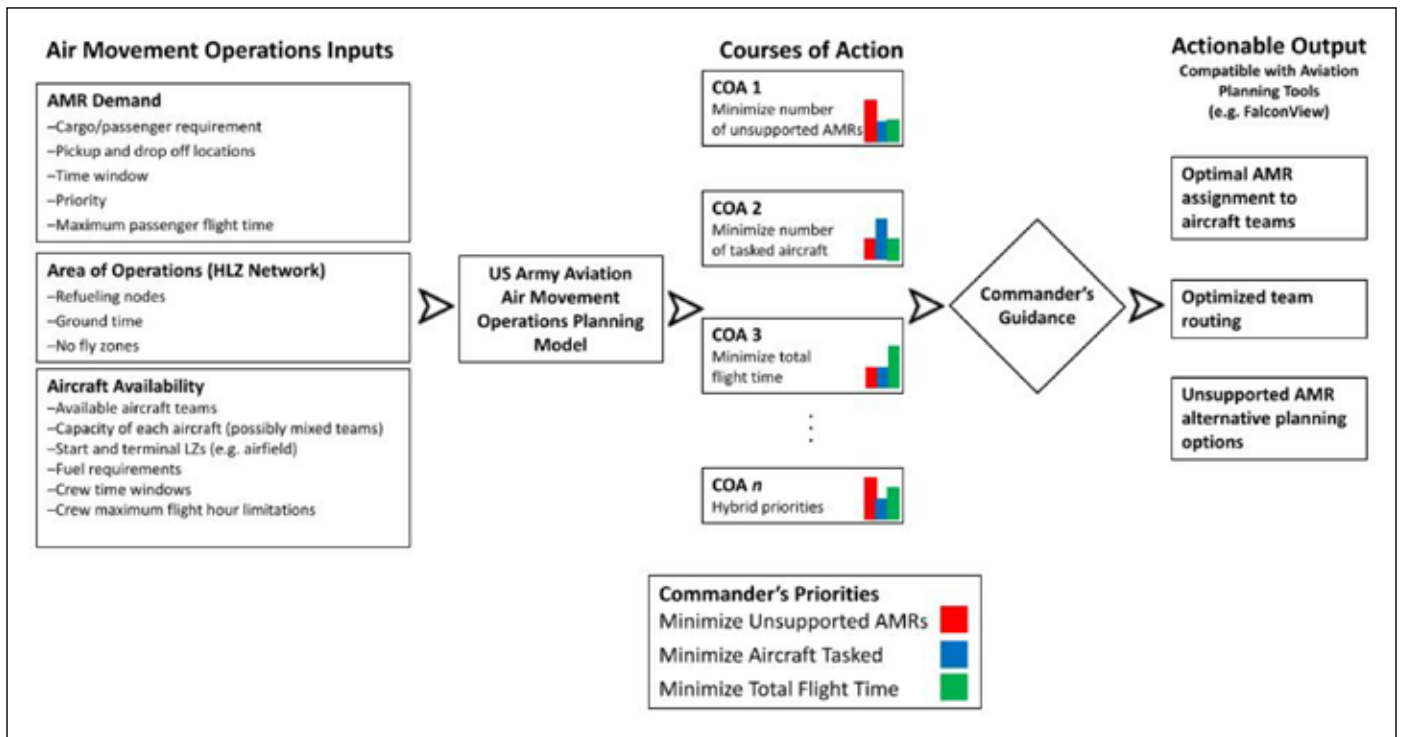 Air Movement Operations Inputs
AMR Demand
–Cargo/passenger requirement
–Pickup and drop off locations
–Time window
–Priority
–Maximum passenger flight time
Area of Operations (HLZ Network)
–Refueling nodes
–Ground time
–No fly zones
Aircraft Availability
–Available aircraft teams
–Capacity of each aircraft (possibly mixed teams)
–Start and terminal LZs (e.g. airfield)
–Fuel requirements
–Crew time windows
–Crew maximum flight hour limitations
US Army Aviation
Air Movement
Operations Planning
Model
Courses of Action
COA 1
Minimize number
of unsupported AMRs
COA 2
Minimize number
of tasked aircraft
COA 3
Minimize total
flight time
COA n
Hybrid priorities
Commander's Priorities
Minimize Unsupported AMRs
Minimize Aircraft Tasked
Minimize Total Flight Time
Commander's
Guidance
Actionable Output
Compatible with Aviation
Planning Tools
(e.g. FalconView)
Optimal AMR
assignment to
aircraft teams
Optimized team
routing
Unsupported AMR
alternative planning
options